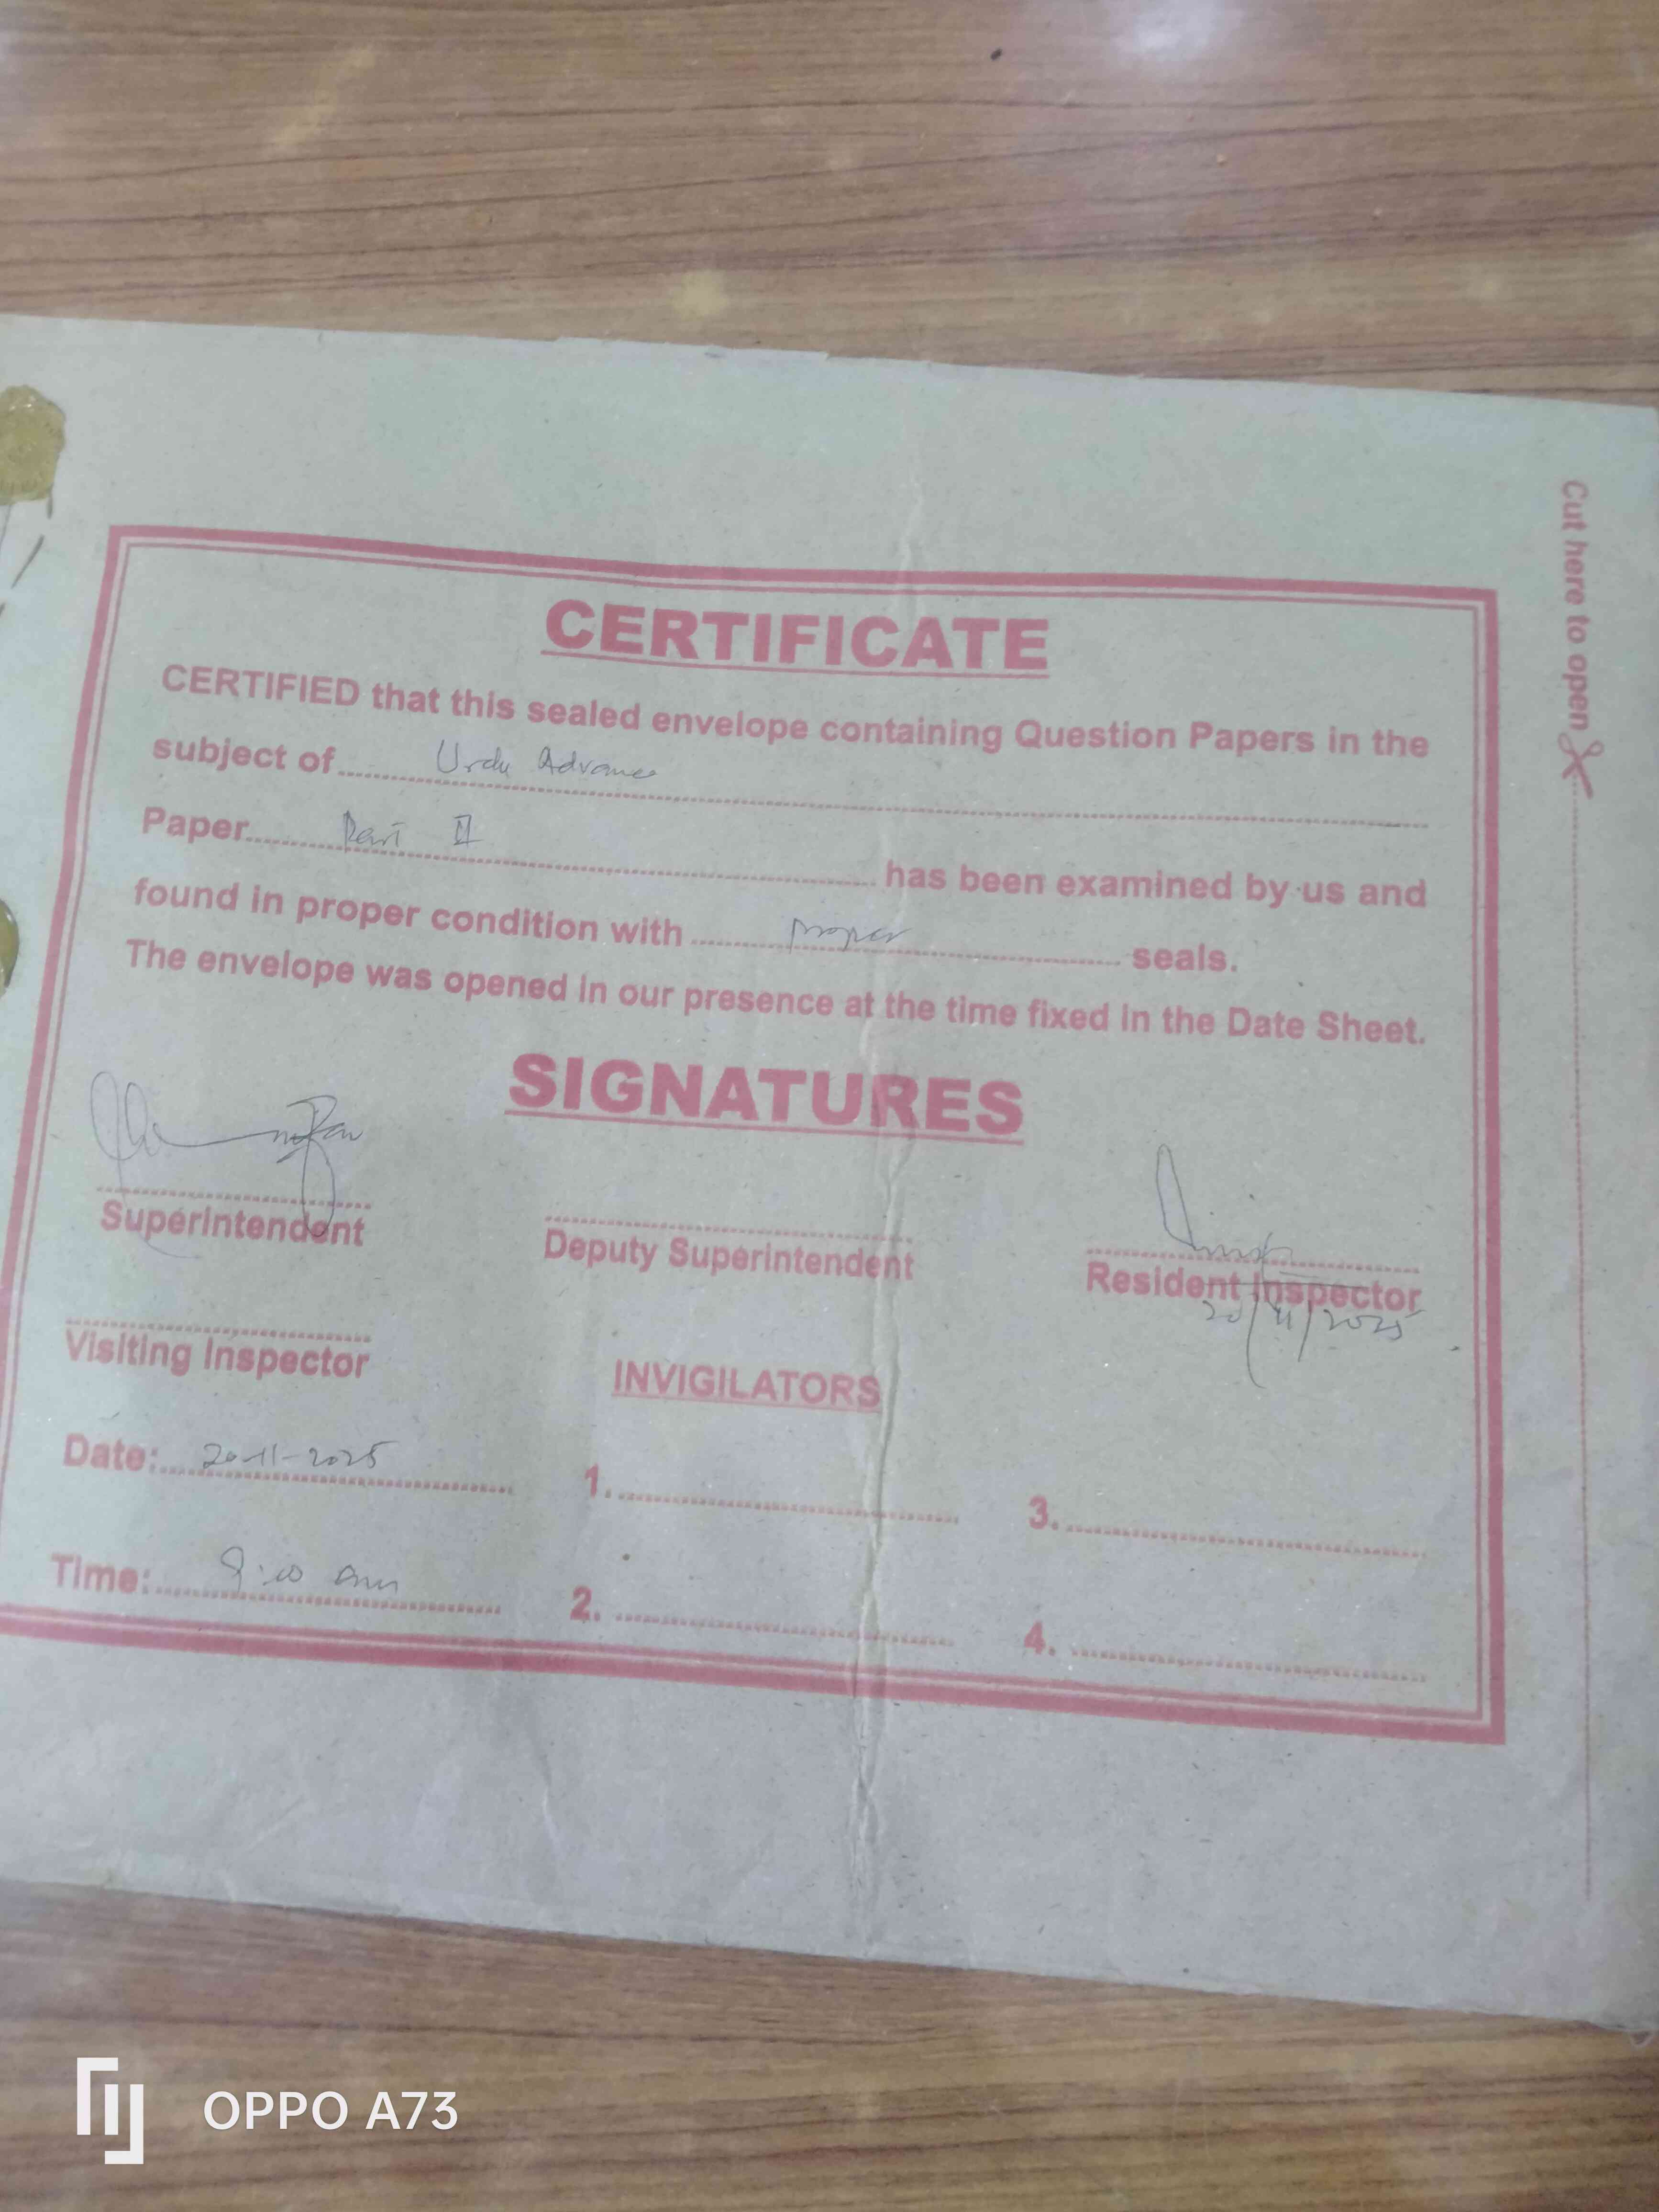 Cut here to open
CERTIFICATE
CERTIFIED that this sealed envelope containing Question Papers in the
subject of Urdu Advance
Paper Part II has been examined by us and
found in proper condition with proper seals.
The envelope was opened in our presence at the time fixed in the Date Sheet.
SIGNATURES
Superintendent
Deputy Superintendent
Resident Inspector
20/11/2025
Visiting Inspector
INVIGILATORS
Date: 20-11-2025
1.
3.
Time: 9:00 am
2.
4.
OPPO A73